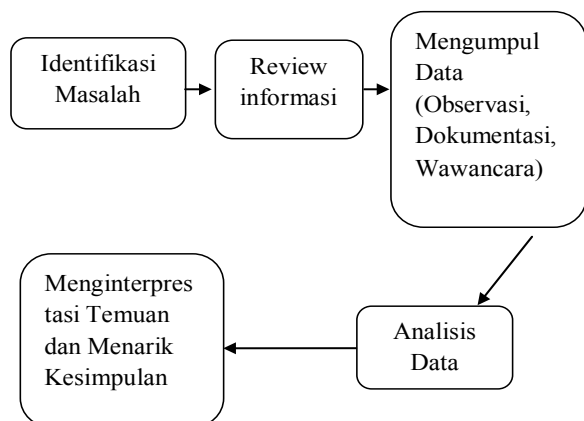 Identifikasi
Masalah
Review
informasi
Mengumpul
Data
(Observasi,
Dokumentasi,
Wawancara)
Analisis
Data
Menginterpres
tasi Temuan
dan Menarik
Kesimpulan